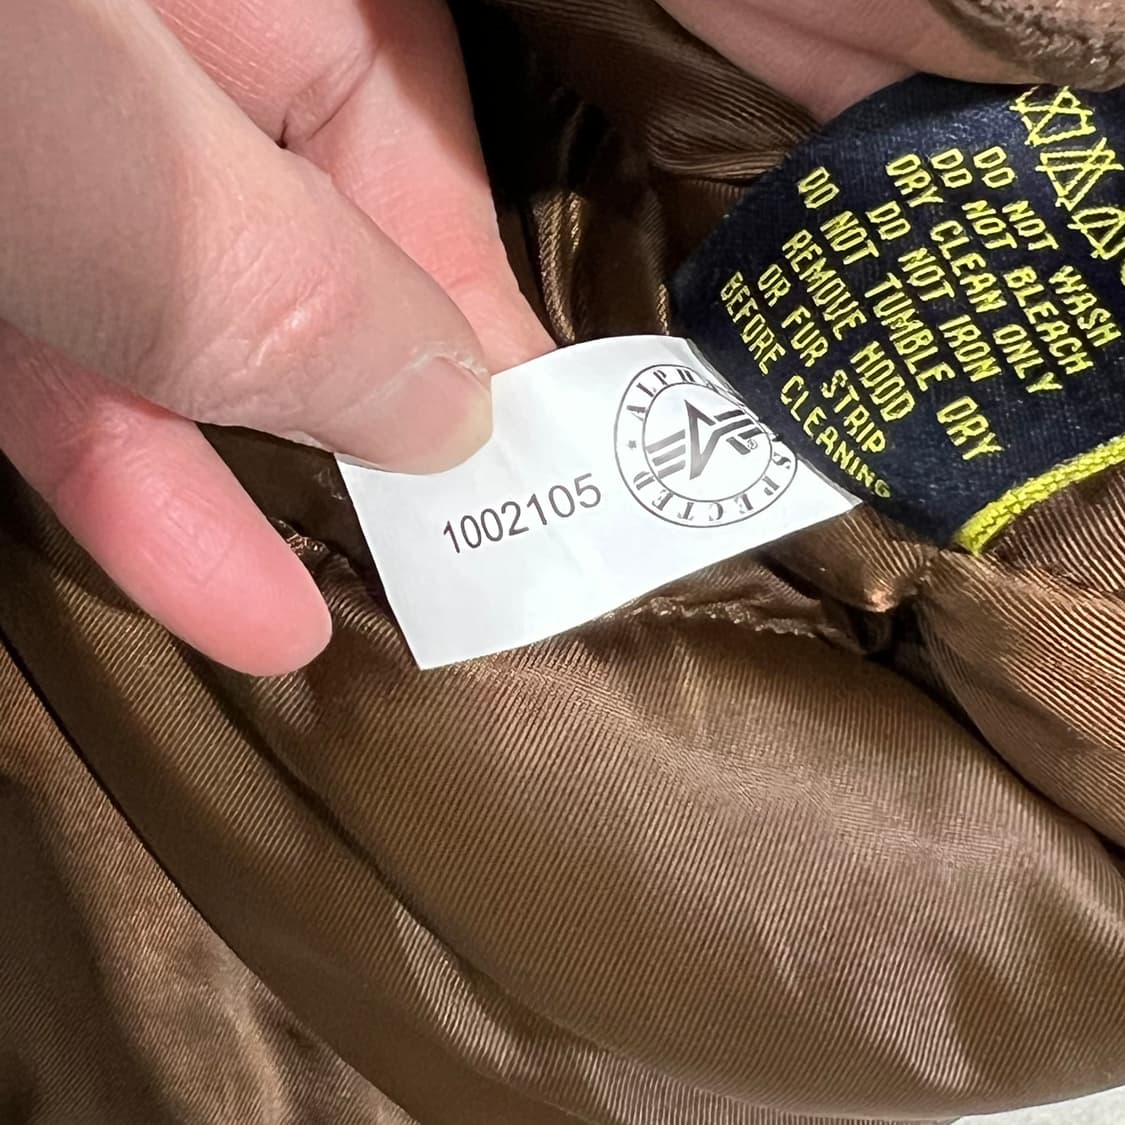 DO NOT WASH
DO NOT BLEACH
DRY CLEAN ONLY
DO NOT IRON
DO NOT TUMBLE DRY
REMOVE HOOD
OR FUR STRIP
BEFORE CLEANING
1002105
ALPHA
SPECTED